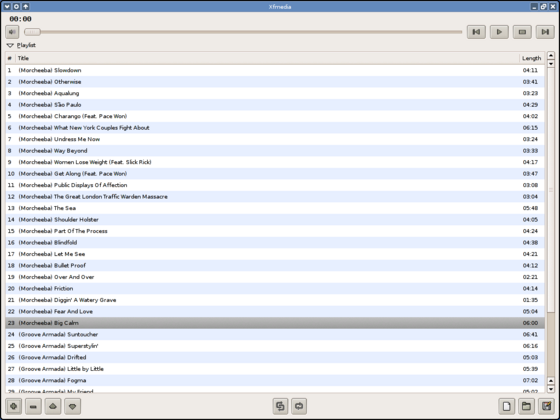 Xfmedia
00:00
Playlist
# Title Length
1 (Morcheeba) Slowdown 04:11
2 (Morcheeba) Otherwise 03:41
3 (Morcheeba) Aqualung 03:23
4 (Morcheeba) São Paulo 04:29
5 (Morcheeba) Charango (Feat. Pace Won) 04:02
6 (Morcheeba) What New York Couples Fight About 06:15
7 (Morcheeba) Undress Me Now 03:24
8 (Morcheeba) Way Beyond 03:33
9 (Morcheeba) Women Lose Weight (Feat. Slick Rick) 04:17
10 (Morcheeba) Get Along (Feat. Pace Won) 03:47
11 (Morcheeba) Public Displays Of Affection 03:08
12 (Morcheeba) The Great London Traffic Warden Massacre 03:04
13 (Morcheeba) The Sea 05:48
14 (Morcheeba) Shoulder Holster 04:05
15 (Morcheeba) Part Of The Process 04:24
16 (Morcheeba) Blindfold 04:38
17 (Morcheeba) Let Me See 04:21
18 (Morcheeba) Bullet Proof 04:12
19 (Morcheeba) Over And Over 02:21
20 (Morcheeba) Friction 04:14
21 (Morcheeba) Diggin' A Watery Grave 01:35
22 (Morcheeba) Fear And Love 05:04
23 (Morcheeba) Big Calm 06:00
24 (Groove Armada) Suntoucher 06:41
25 (Groove Armada) Superstylin' 06:16
26 (Groove Armada) Drifted 05:03
27 (Groove Armada) Little by Little 05:39
28 (Groove Armada) Fogma 07:02
29 (Groove Armada) My Friend 05:02